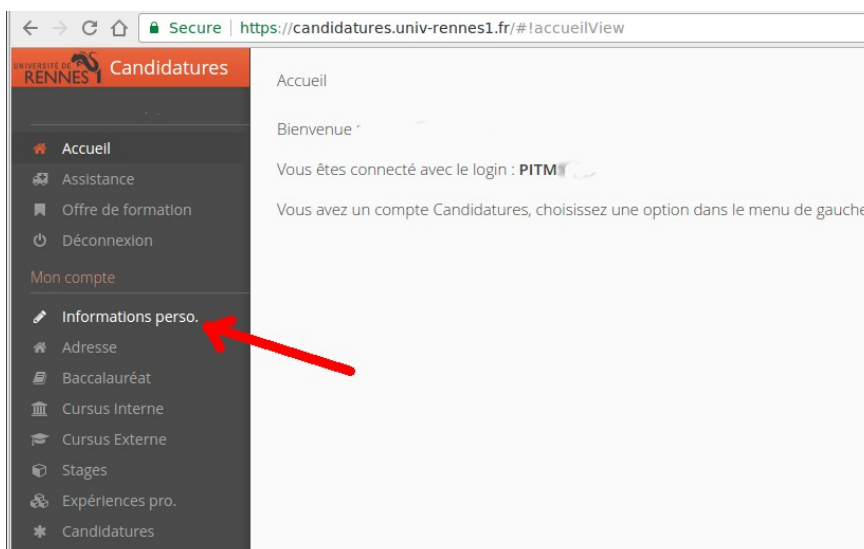 Secure
https://candidatures.univ-rennes1.fr/#!accueilView
UNIVERSITÉ DE
RENNES 1
Candidatures
Accueil
Assistance
Offre de formation
Déconnexion
Mon compte
Informations perso.
Adresse
Baccalauréat
Cursus Interne
Cursus Externe
Stages
Expériences pro.
Candidatures
Accueil
Bienvenue
Vous êtes connecté avec le login : PITM
Vous avez un compte Candidatures, choisissez une option dans le menu de gauche